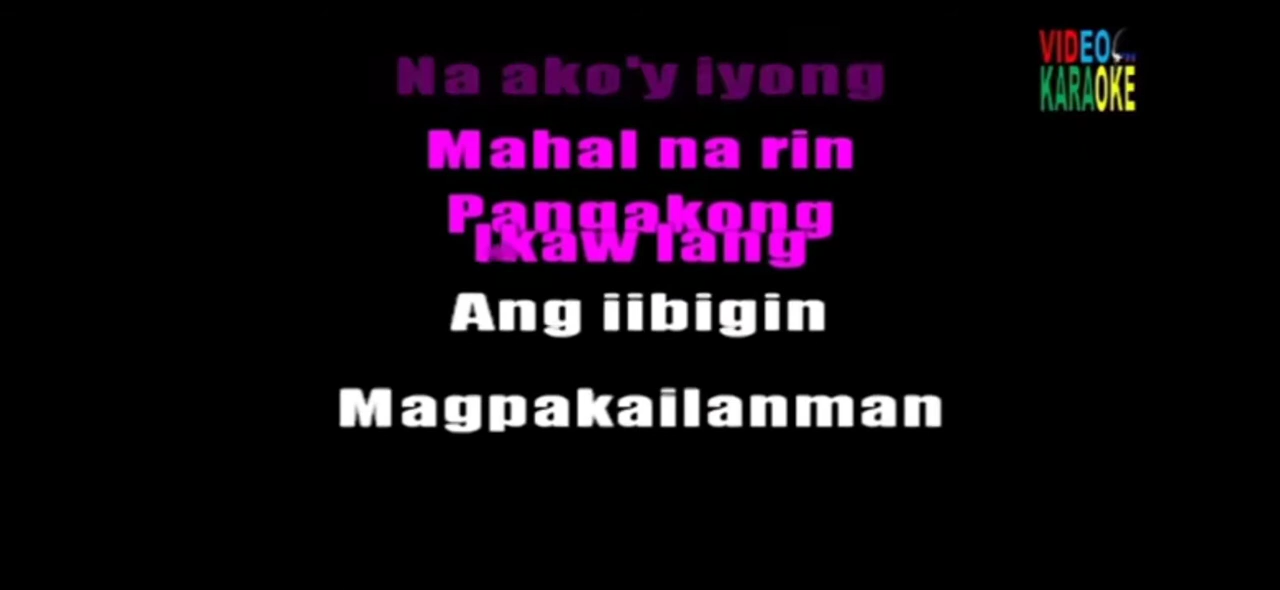 Na ako'y iyong
Mahal na rin
Pangakong
Ikaw lang
Ang iibigin
Magpakailanman
VIDEO
KARAOKE